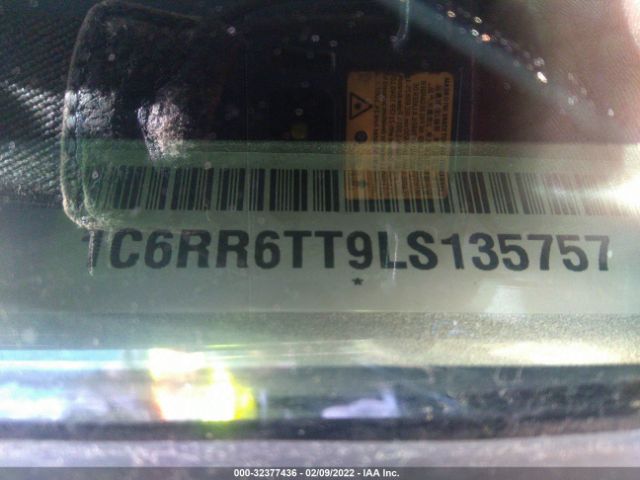 1C6RR6TT9LS135757
*
000-32377436 - 02/09/2022 - IAA Inc.